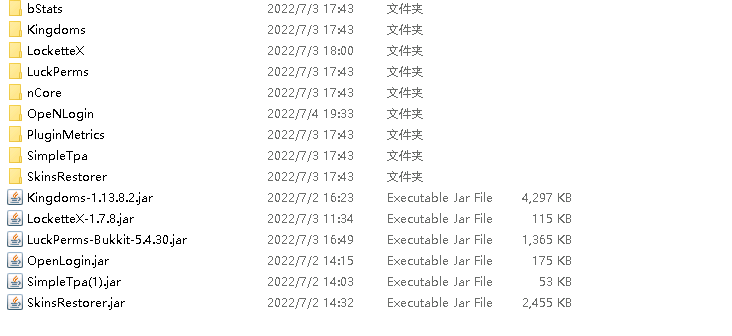 bStats 2022/7/3 17:43 文件夹
Kingdoms 2022/7/3 17:43 文件夹
LocketteX 2022/7/3 18:00 文件夹
LuckPerms 2022/7/3 17:43 文件夹
nCore 2022/7/3 17:43 文件夹
OpeNLogin 2022/7/4 19:33 文件夹
PluginMetrics 2022/7/3 17:43 文件夹
SimpleTpa 2022/7/3 17:43 文件夹
SkinsRestorer 2022/7/3 17:43 文件夹
Kingdoms-1.13.8.2.jar 2022/7/2 16:23 Executable Jar File 4,297 KB
LocketteX-1.7.8.jar 2022/7/3 11:34 Executable Jar File 115 KB
LuckPerms-Bukkit-5.4.30.jar 2022/7/3 16:49 Executable Jar File 1,365 KB
OpenLogin.jar 2022/7/2 14:15 Executable Jar File 175 KB
SimpleTpa(1).jar 2022/7/2 14:03 Executable Jar File 53 KB
SkinsRestorer.jar 2022/7/2 14:32 Executable Jar File 2,455 KB